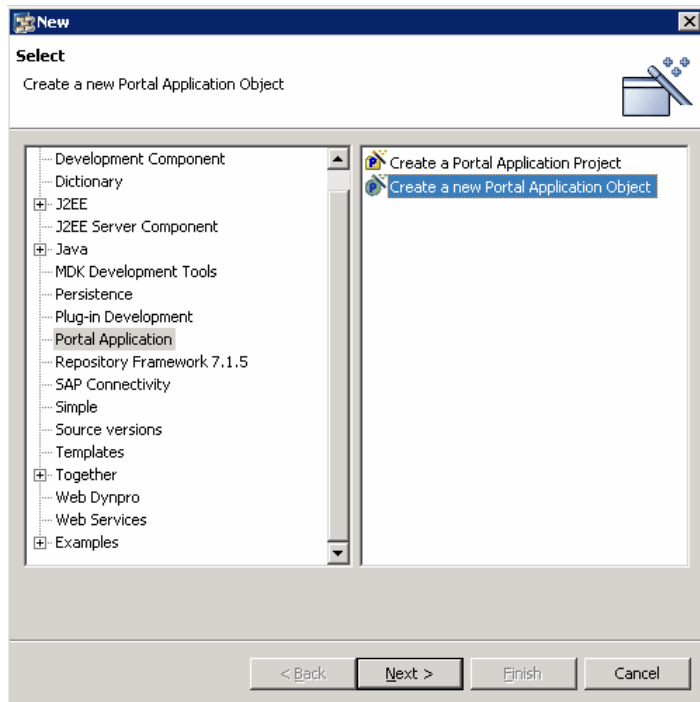 New
Select
Create a new Portal Application Object
Development Component
Dictionary
J2EE
J2EE Server Component
Java
MDK Development Tools
Persistence
Plug-in Development
Portal Application
Repository Framework 7.1.5
SAP Connectivity
Simple
Source versions
Templates
Together
Web Dynpro
Web Services
Examples
Create a Portal Application Project
Create a new Portal Application Object
< Back
Next >
Finish
Cancel